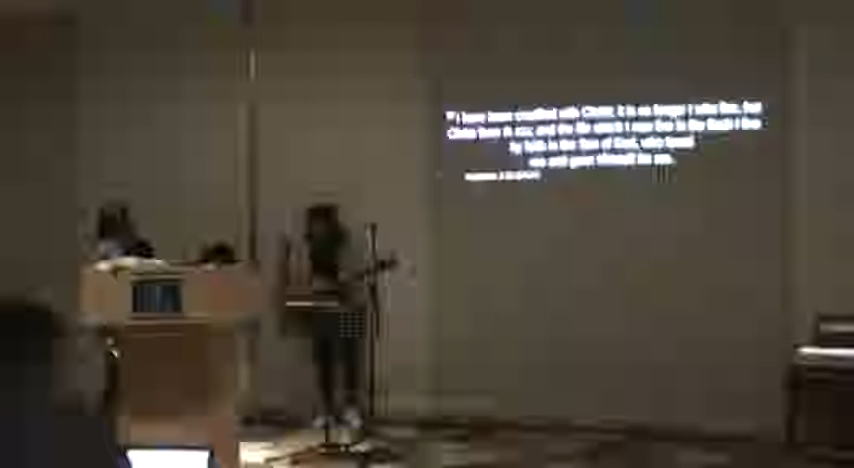 "I have been crucified with Christ; it is no longer I who live, but
Christ lives in me; and the life which I now live in the flesh I live
by faith in the Son of God, who loved
me and gave Himself for me.